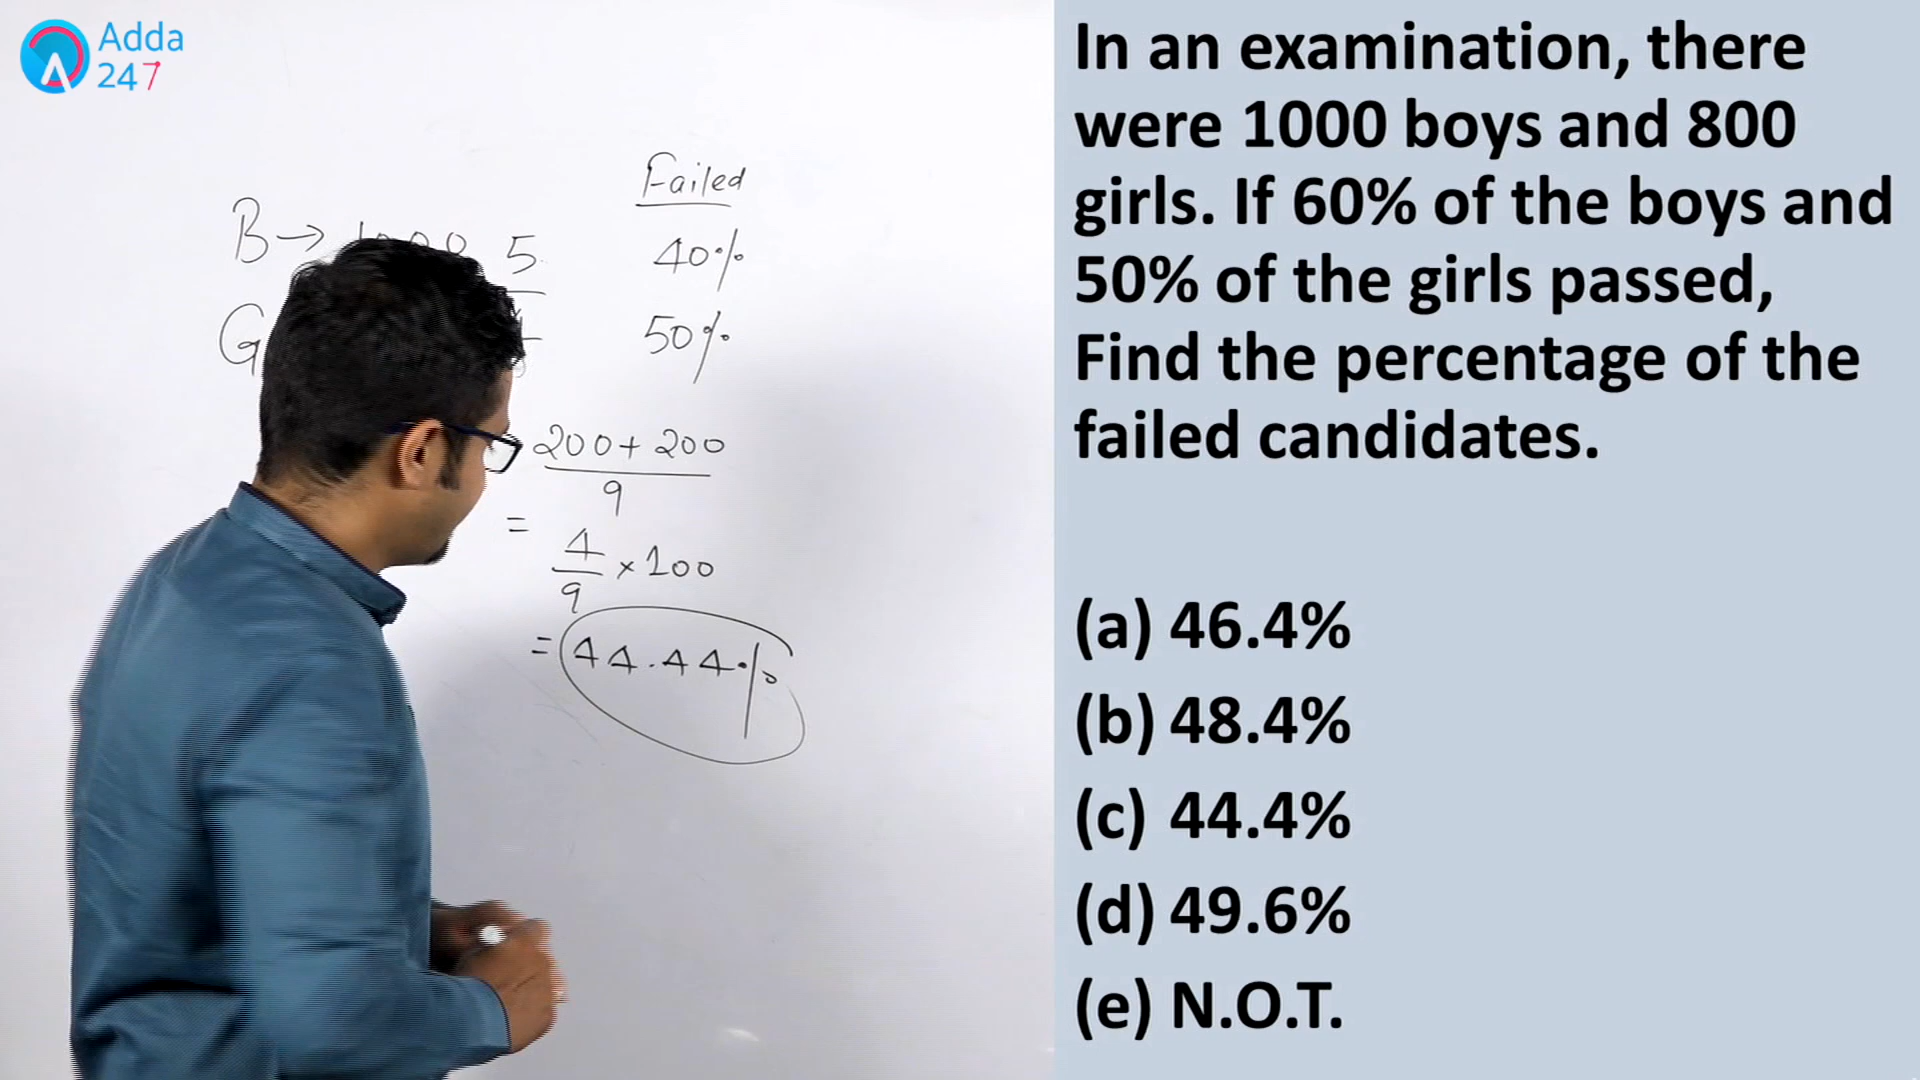 Adda
247
In an examination, there
were 1000 boys and 800
girls. If 60% of the boys and
50% of the girls passed,
Find the percentage of the
failed candidates.
(a) 46.4%
(b) 48.4%
(c) 44.4%
(d) 49.6%
(e) N.O.T.
Failed
B → 1000 5 40%
G 50%
200 + 200
9
=
4
9 × 100
= 44.44%